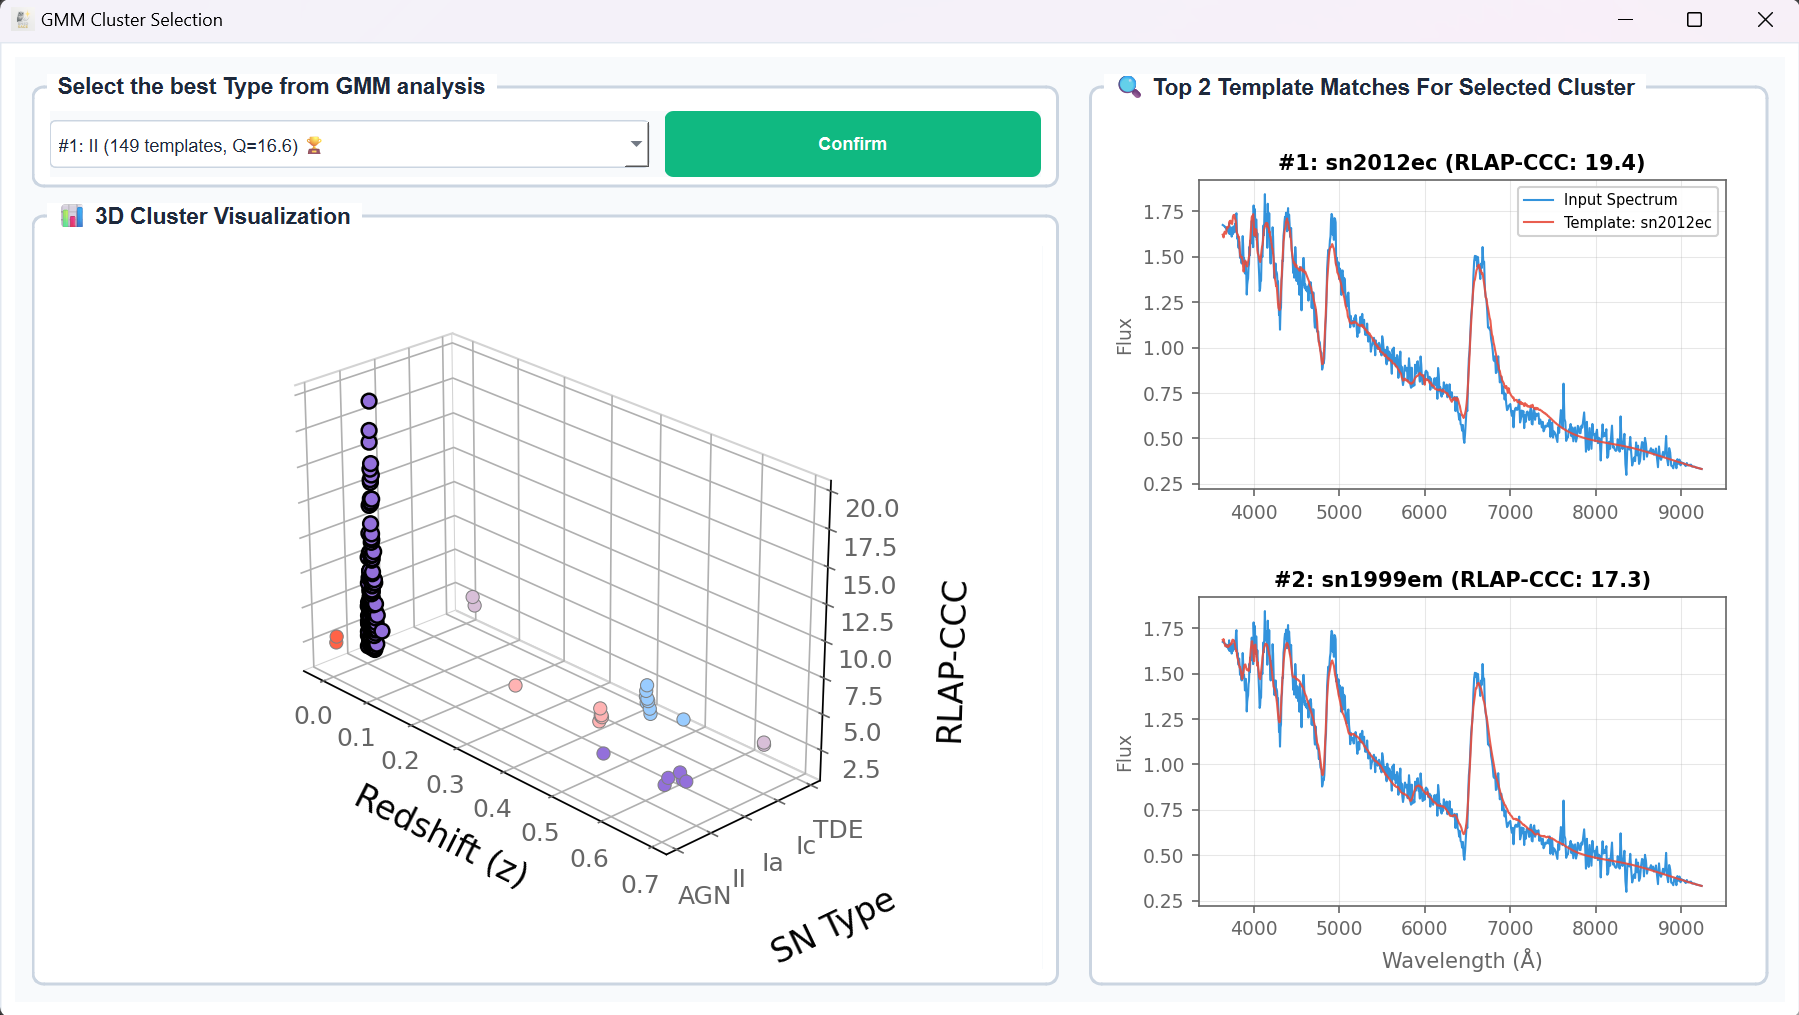 GMM Cluster Selection
Select the best Type from GMM analysis
#1: II (149 templates, Q=16.6) 🏆
Confirm
📊 3D Cluster Visualization
20.0
17.5
15.0
12.5
10.0
7.5
5.0
2.5
RLAP-CCC
0.0
0.1
0.2
0.3
0.4
0.5
0.6
0.7
Redshift (z)
AGN
II
Ia
Ic
TDE
SN Type
🔍 Top 2 Template Matches For Selected Cluster
#1: sn2012ec (RLAP-CCC: 19.4)
Input Spectrum
Template: sn2012ec
1.75
1.50
1.25
1.00
0.75
0.50
0.25
Flux
4000 5000 6000 7000 8000 9000
#2: sn1999em (RLAP-CCC: 17.3)
1.75
1.50
1.25
1.00
0.75
0.50
0.25
Flux
4000 5000 6000 7000 8000 9000
Wavelength (Å)